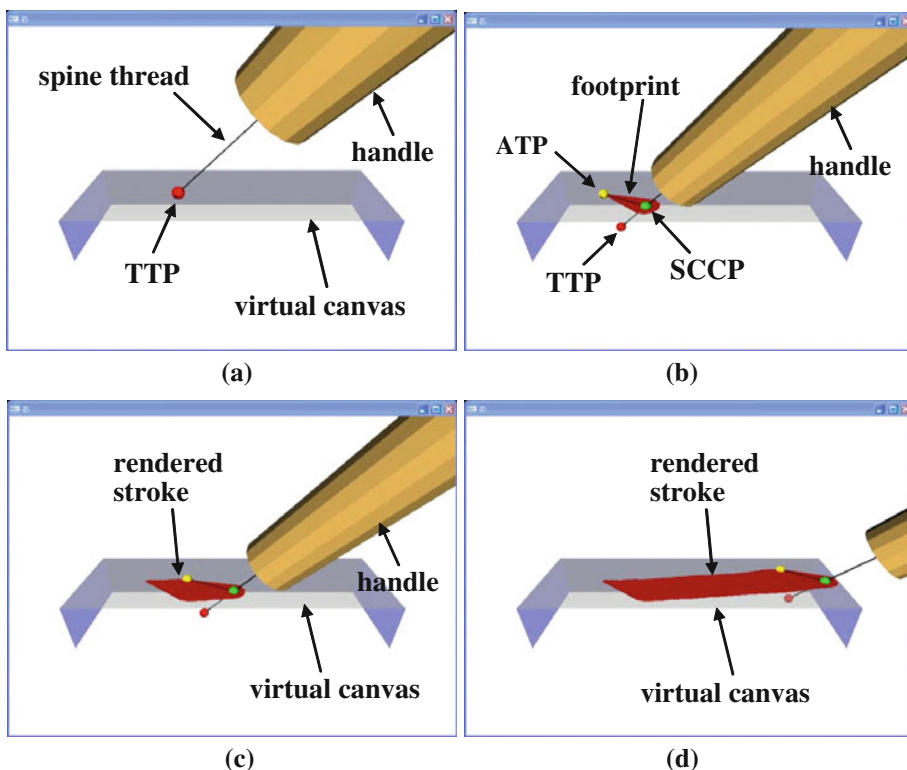 spine thread
handle
TTP
virtual canvas
(a)
footprint
ATP
handle
TTP
SCCP
(b)
rendered
stroke
handle
virtual canvas
(c)
rendered
stroke
virtual canvas
(d)